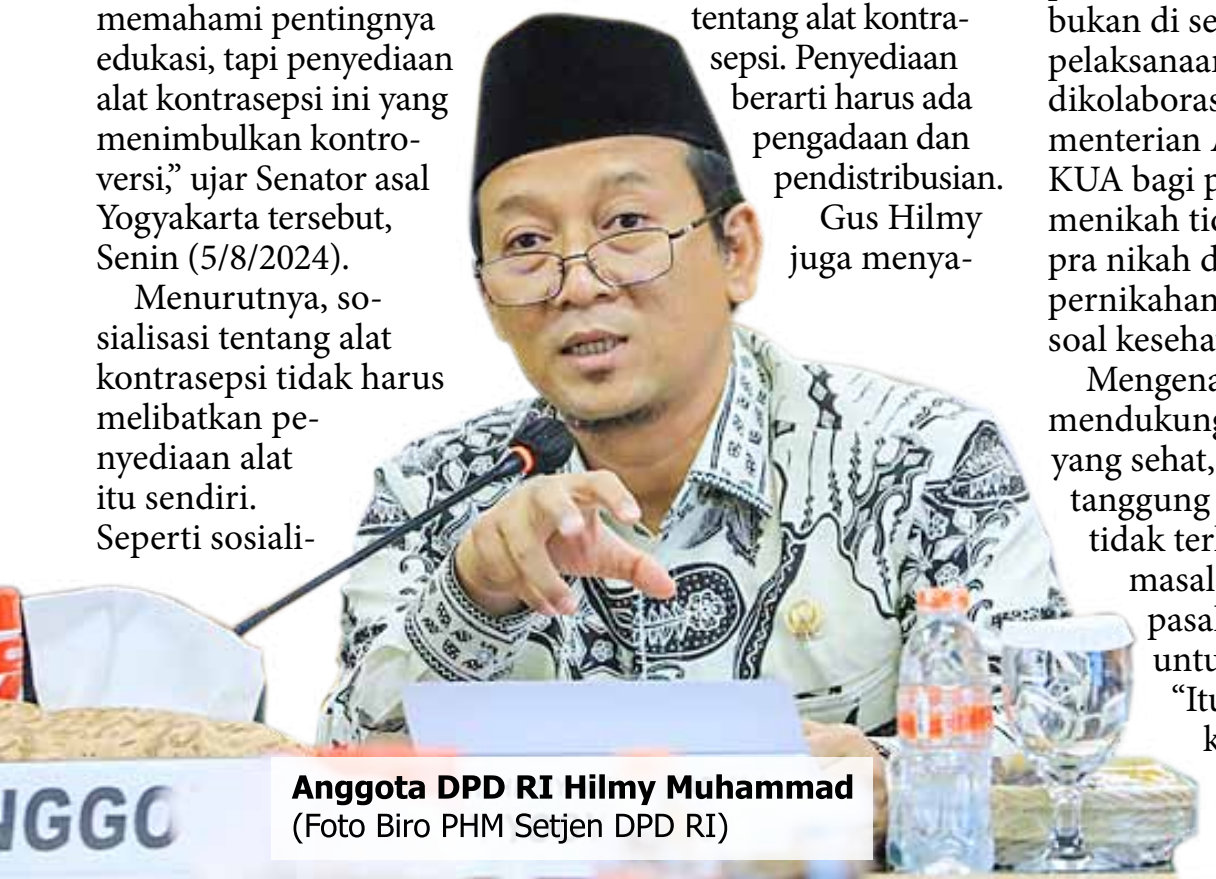 memahami pentingnya
edukasi, tapi penyediaan
alat kontrasepsi ini yang
menimbulkan kontro-
versi,” ujar Senator asal
Yogyakarta tersebut,
Senin (5/8/2024).
Menurutnya, so-
sialisasi tentang alat
kontrasepsi tidak harus
melibatkan pe-
nyediaan alat
itu sendiri.
Seperti sosiali-
tentang alat kontra-
sepsi. Penyediaan
berarti harus ada
pengadaan dan
pendistribusian.
Gus Hilmy
juga menya-
bukan di se
pelaksanaan
dikolaboras
menterian
KUA bagi p
menikah
pra nikah d
pernikahan
soal keseha
Mengena
mendukung
yang sehat,
tanggung
tidak
masal
pasal
untu
“Itu
k
NGGO
Anggota DPD RI Hilmy Muhammad
(Foto Biro PHM Setjen DPD RI)